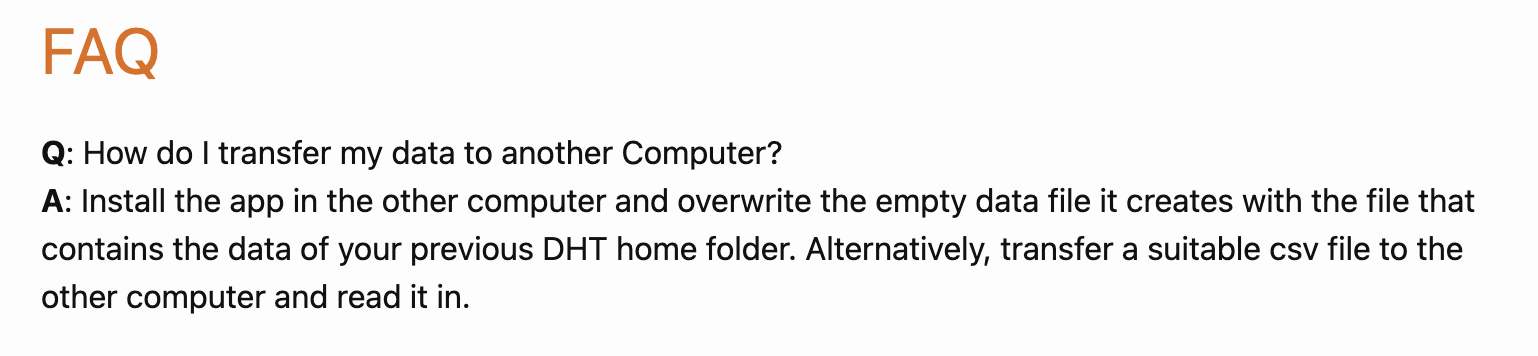 FAQ
Q: How do I transfer my data to another Computer?
A: Install the app in the other computer and overwrite the empty data file it creates with the file that
contains the data of your previous DHT home folder. Alternatively, transfer a suitable csv file to the
other computer and read it in.